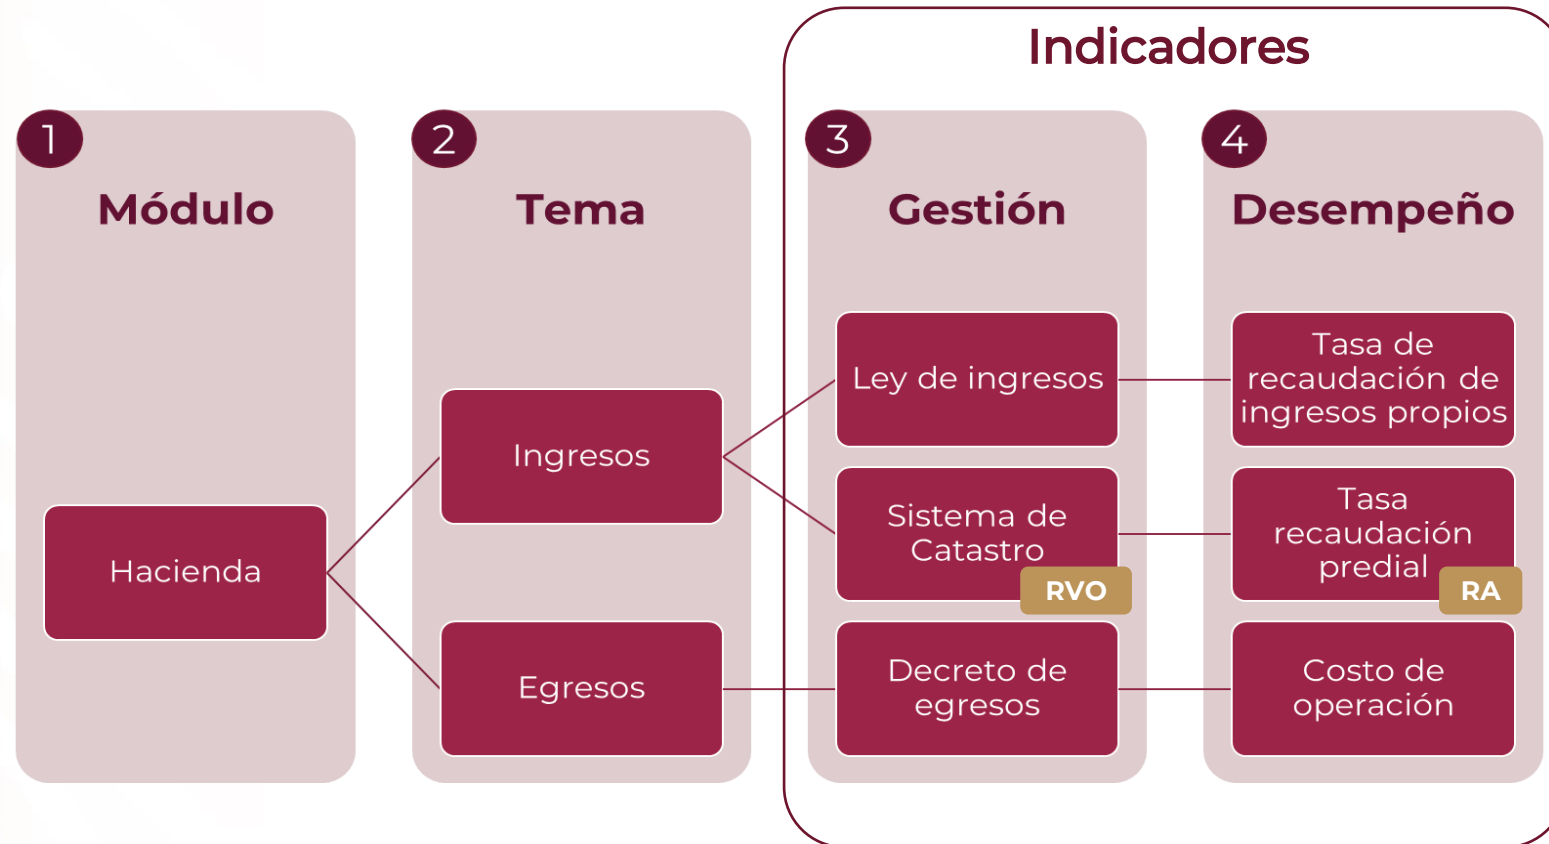 Indicadores
1
Módulo
Hacienda
2
Tema
Ingresos
Egresos
3
Gestión
Ley de ingresos
Sistema de
Catastro
RVO
Decreto de
egresos
4
Desempeño
Tasa de
recaudación de
ingresos propios
Tasa
recaudación
predial
RA
Costo de
operación